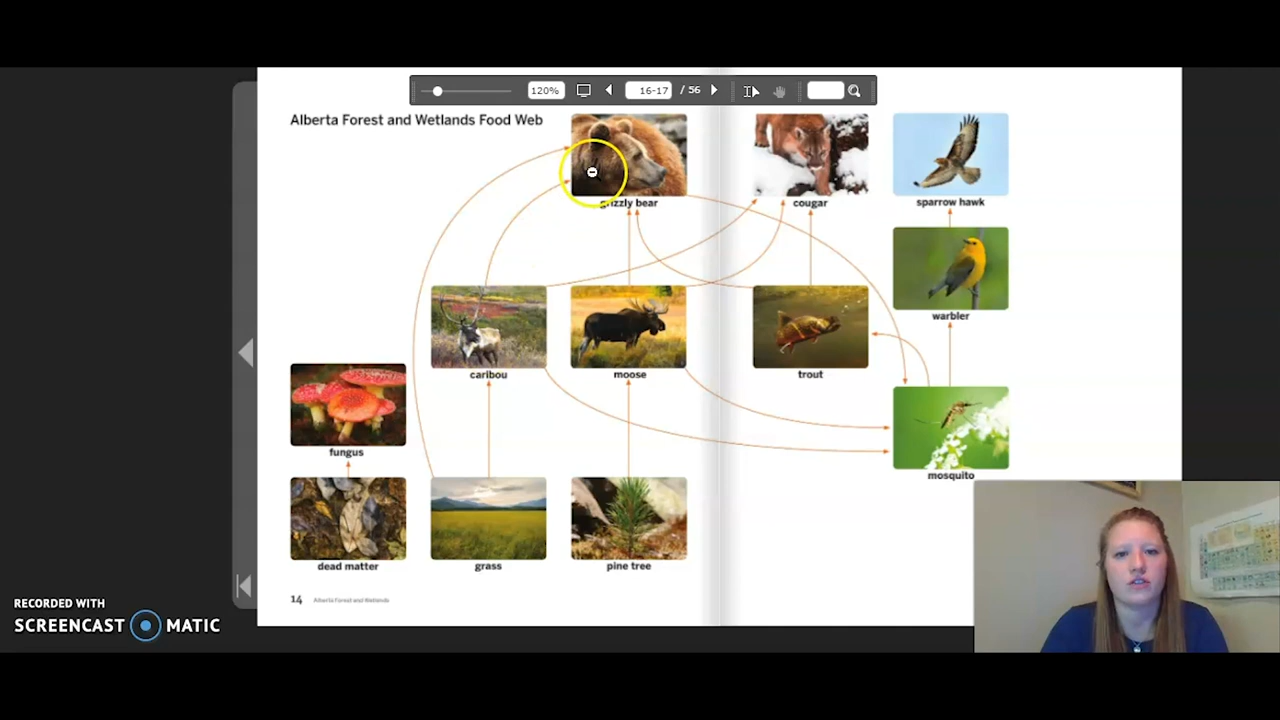 120%
16-17 / 56
Alberta Forest and Wetlands Food Web
grizzly bear
cougar
sparrow hawk
warbler
caribou
moose
trout
fungus
mosquito
dead matter
grass
pine tree
14 Alberta Forest and Wetlands
RECORDED WITH
SCREENCAST MATIC